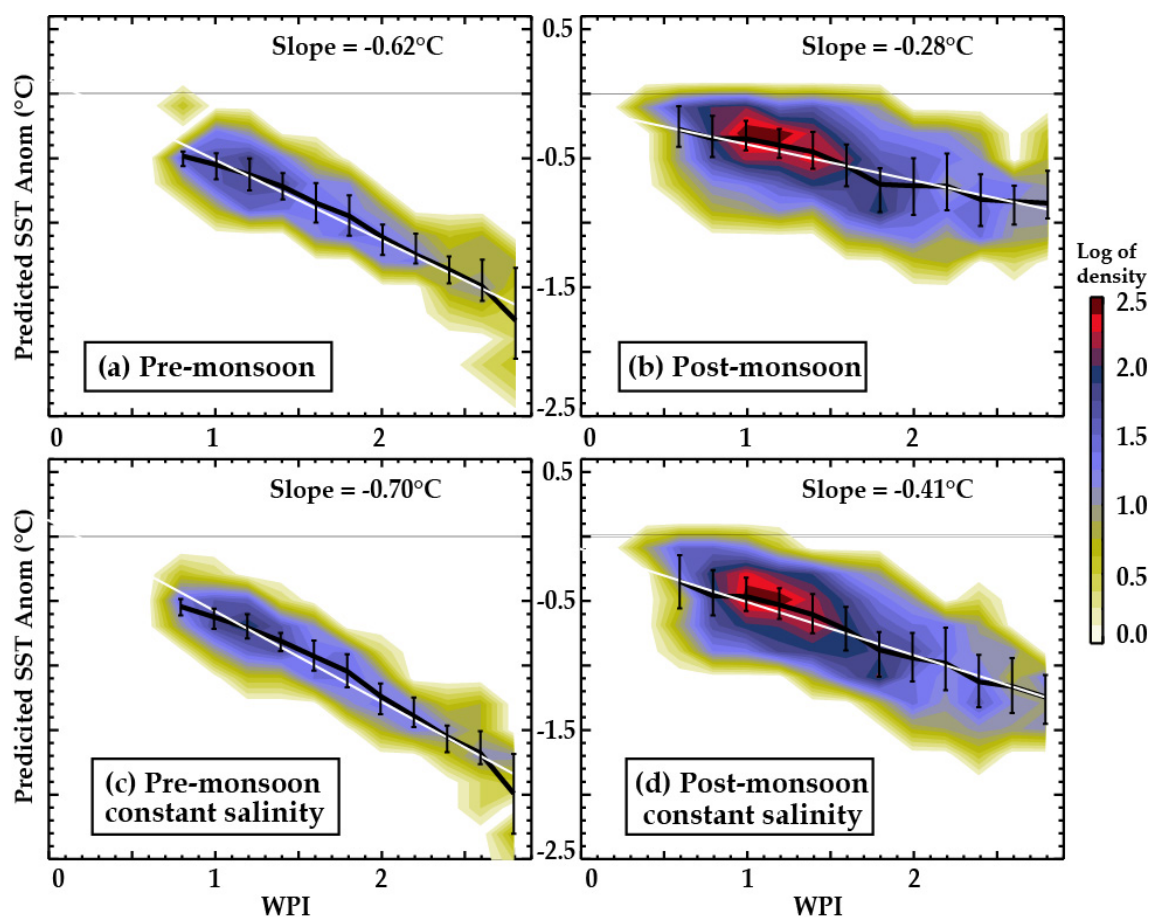 Slope = -0.62°C
Slope = -0.28°C
Predicted SST Anom (°C)
0.5
0.0
-0.5
-1.5
-2.5
(a) Pre-monsoon
(b) Post-monsoon
0 1 2
0 1 2
Log of
density
2.5
2.0
1.5
1.0
0.5
0.0
Slope = -0.70°C
Slope = -0.41°C
Predicited SST Anom (°C)
0.5
-0.5
-1.5
-2.5
(c) Pre-monsoon
constant salinity
(d) Post-monsoon
constant salinity
0 1 2
0 1 2
WPI
WPI